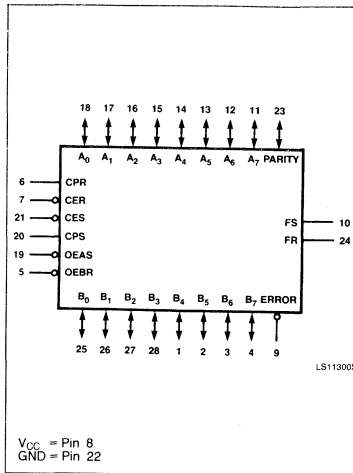 18 17 16 15 14 13 12 11 23
A0 A1 A2 A3 A4 A5 A6 A7 PARITY
6 CPR
7 CER
21 CES
20 CPS
19 OEAS
5 OEBR
FS 10
FR 24
B0 B1 B2 B3 B4 B5 B6 B7 ERROR
25 26 27 28 1 2 3 4 9
LS11300S
VCC = Pin 8
GND = Pin 22